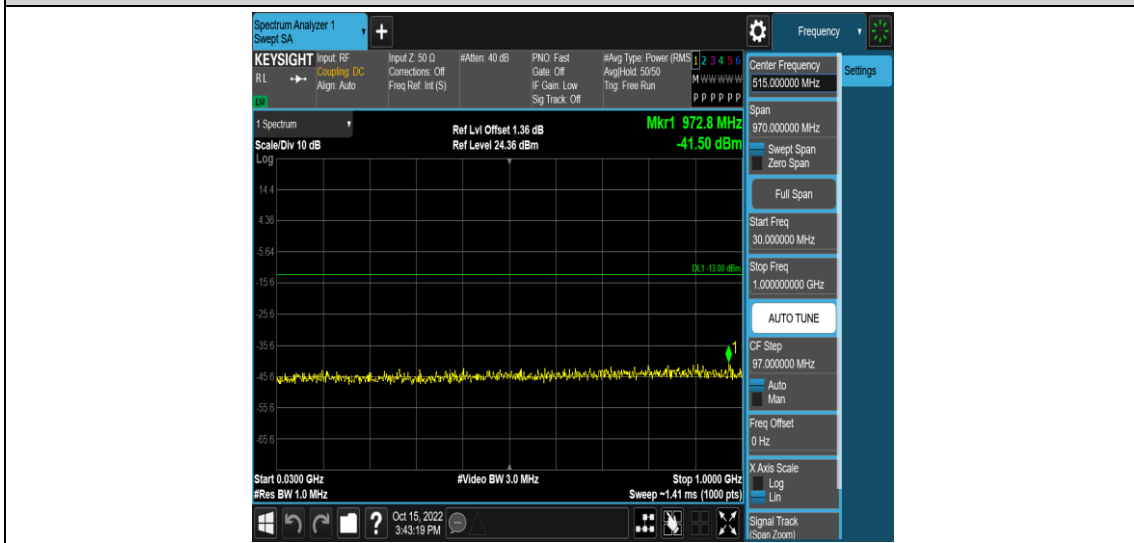 Spectrum Analyzer 1
Swept SA
Frequency
KEYSIGHT
RL
LXI
Input: RF
Coupling: DC
Align: Auto
Input Z: 50 Ω
Corrections: Off
Freq Ref: Int (S)
#Atten: 40 dB
PNO: Fast
Gate: Off
IF Gain: Low
Sig Track: Off
#Avg Type: Power (RMS
Avg|Hold: 50/50
Trig: Free Run
1 2 3 4 5 6
M W W W W W
P P P P P P
1 Spectrum
Scale/Div 10 dB
Log
Ref Lvl Offset 1.36 dB
Ref Level 24.36 dBm
Mkr1 972.8 MHz
-41.50 dBm
14.4
4.36
-5.64
DL1 -13.00 dBm
-15.6
-25.6
-35.6
1
-45.6
-55.6
-65.6
Start 0.0300 GHz
#Res BW 1.0 MHz
#Video BW 3.0 MHz
Stop 1.0000 GHz
Sweep ~1.41 ms (1000 pts)
Oct 15, 2022
3:43:19 PM
Center Frequency
515.000000 MHz
Settings
Span
970.000000 MHz
Swept Span
Zero Span
Full Span
Start Freq
30.000000 MHz
Stop Freq
1.000000000 GHz
AUTO TUNE
CF Step
97.000000 MHz
Auto
Man
Freq Offset
0 Hz
X Axis Scale
Log
Lin
Signal Track
(Span Zoom)